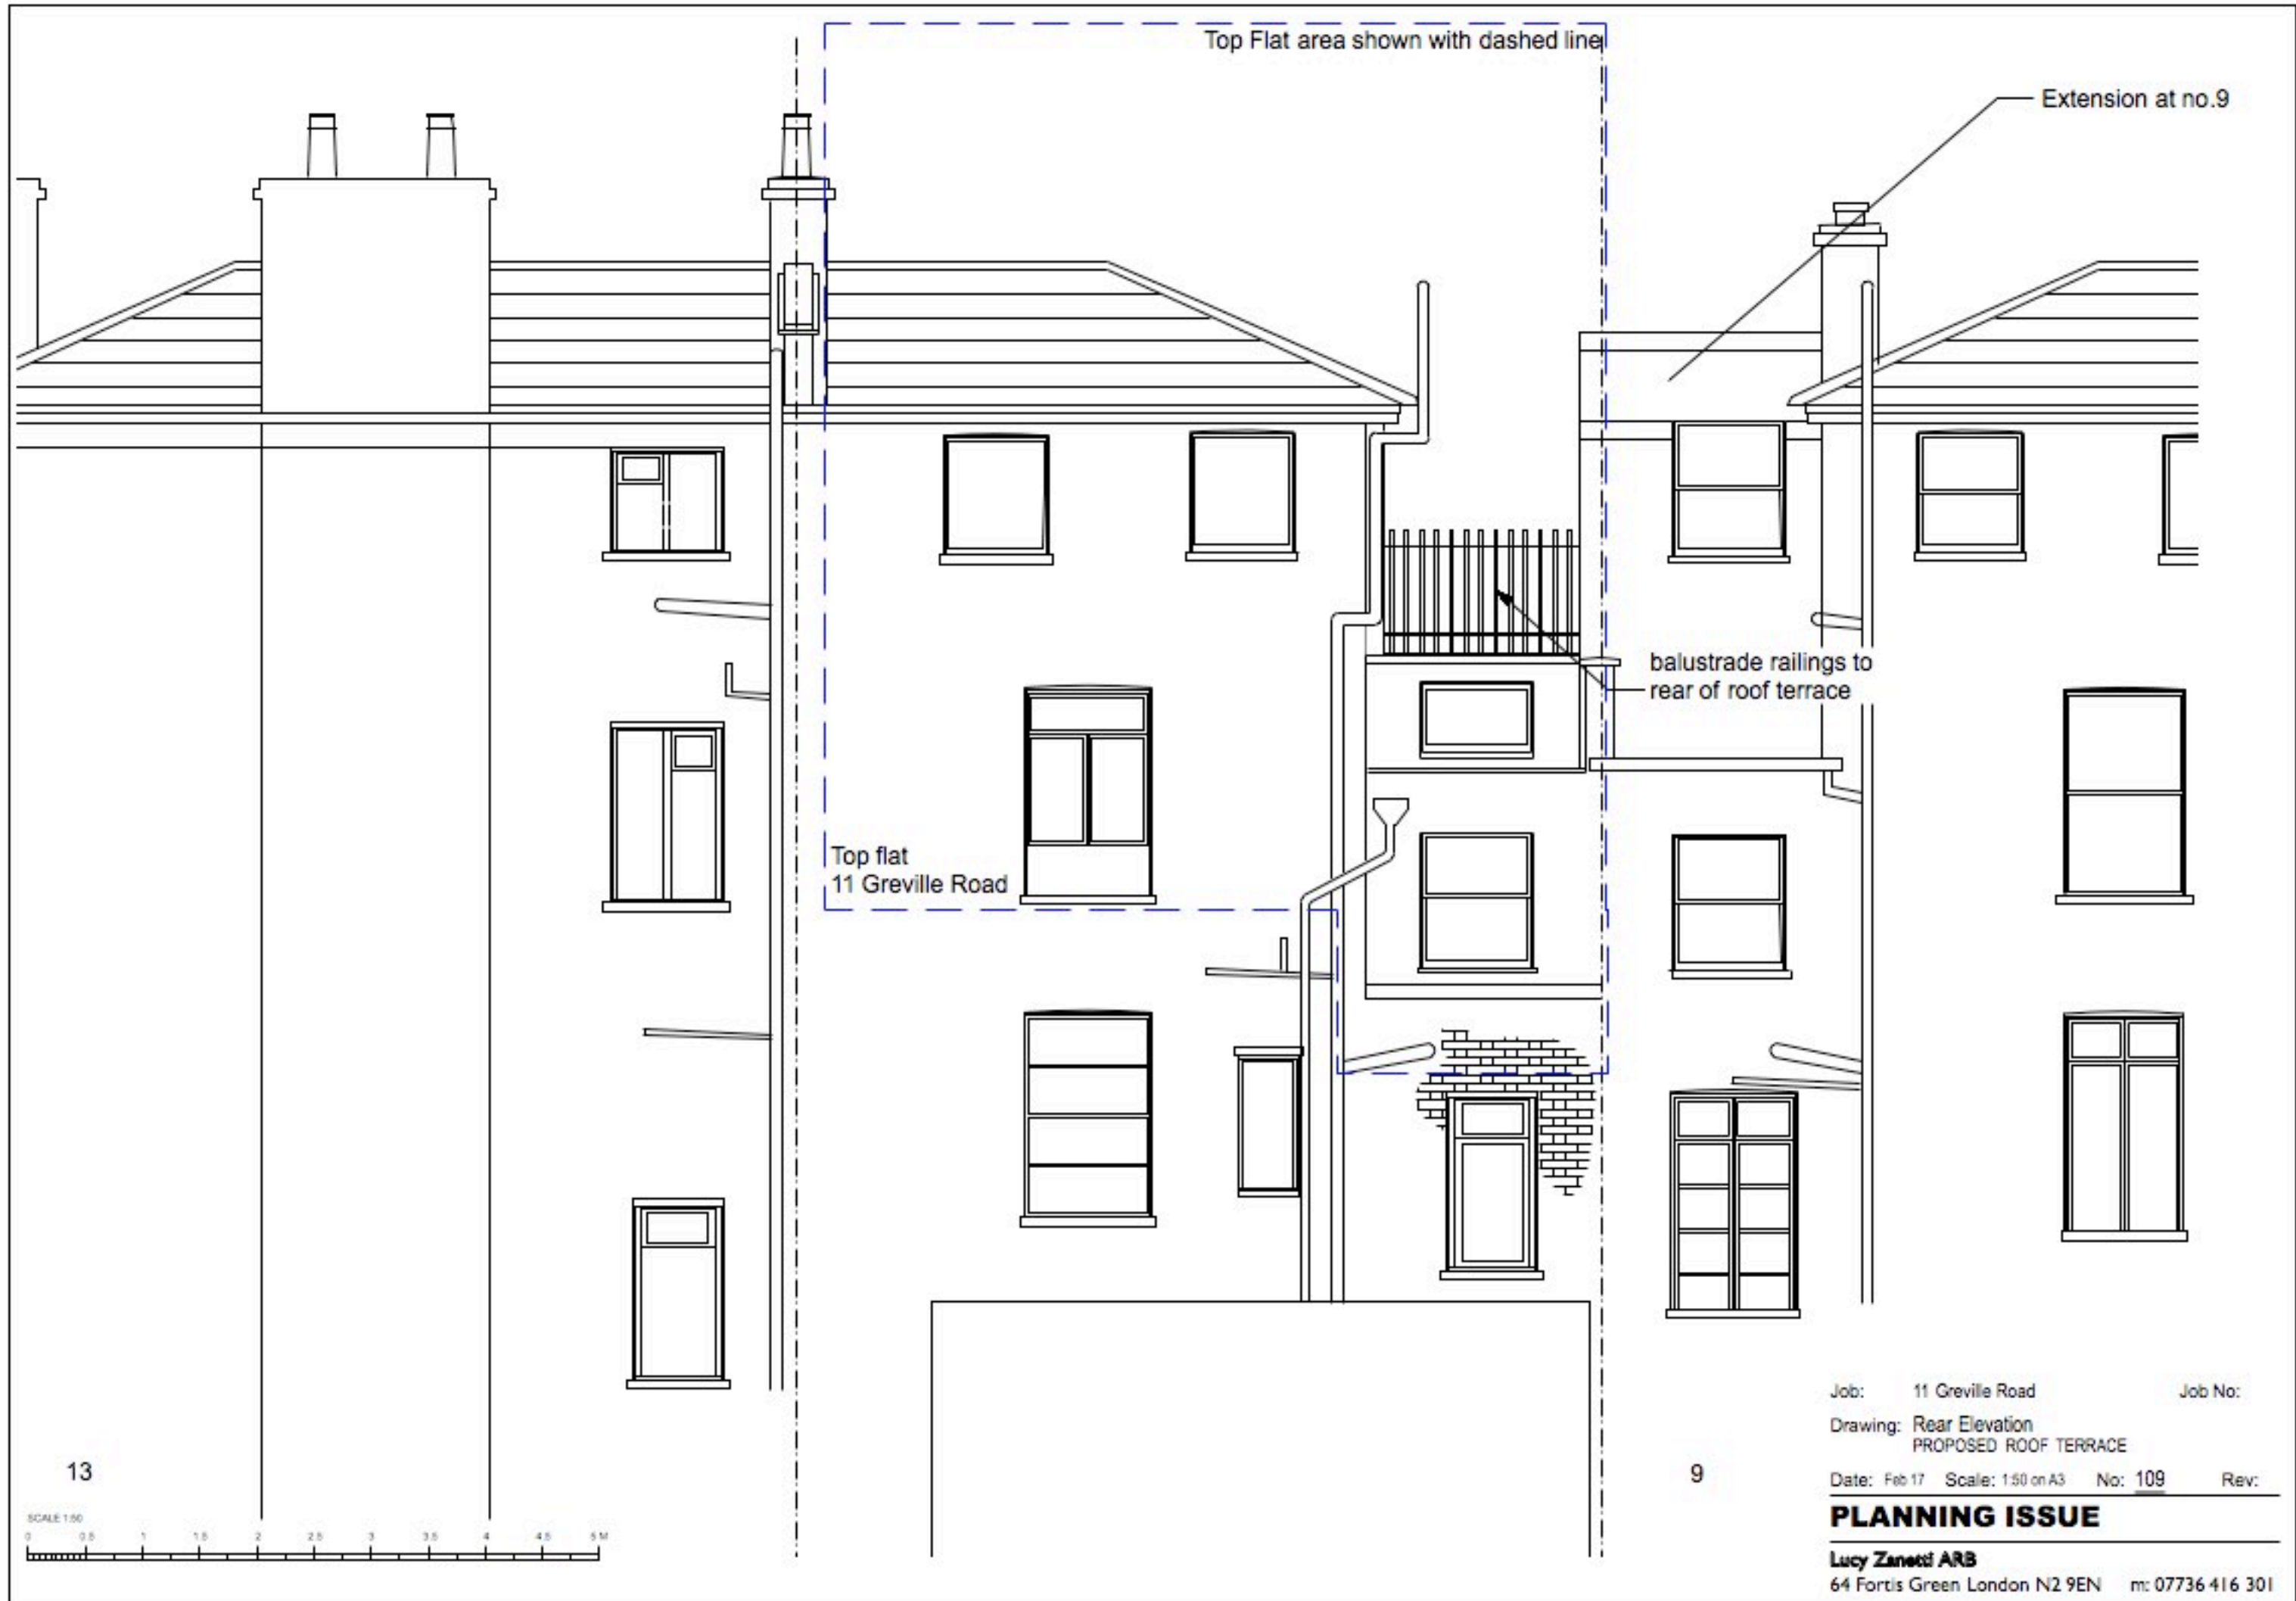 Top Flat area shown with dashed line
Extension at no.9
balustrade railings to
rear of roof terrace
Top flat
11 Greville Road
13
9
SCALE 1:50
0 0.5 1 1.5 2 2.5 3 3.5 4 4.5 5 M
Job: 11 Greville Road Job No:
Drawing: Rear Elevation
PROPOSED ROOF TERRACE
Date: Feb 17 Scale: 1:50 on A3 No: 109 Rev:
PLANNING ISSUE
Lucy Zanetti ARB
64 Fortis Green London N2 9EN m: 07736 416 301